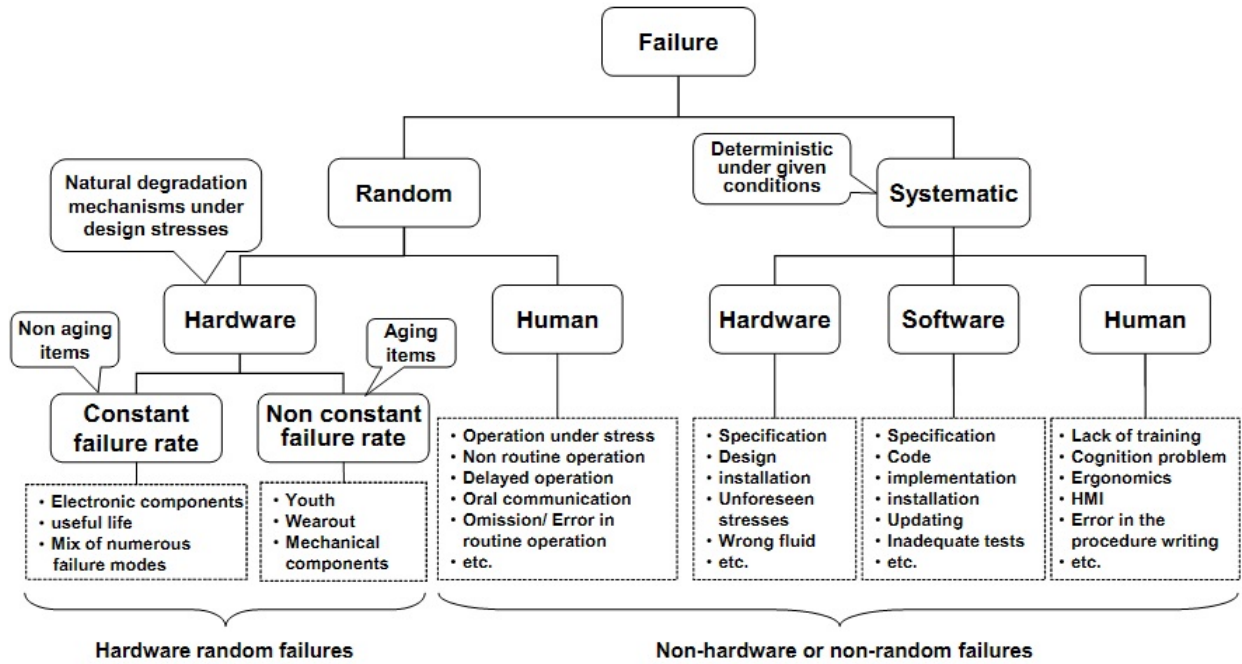 Failure
Random
Systematic
Deterministic
under given
conditions
Natural degradation
mechanisms under
design stresses
Hardware
Human
Hardware
Software
Human
Non aging
items
Aging
items
Constant
failure rate
Non constant
failure rate
• Electronic components
• useful life
• Mix of numerous
failure modes
• Youth
• Wearout
• Mechanical
components
• Operation under stress
• Non routine operation
• Delayed operation
• Oral communication
• Omission/ Error in
routine operation
• etc.
• Specification
• Design
• installation
• Unforeseen
stresses
• Wrong fluid
• etc.
• Specification
• Code
• implementation
• installation
• Updating
• Inadequate tests
• etc.
• Lack of training
• Cognition problem
• Ergonomics
• HMI
• Error in the
procedure writing
• etc.
Hardware random failures
Non-hardware or non-random failures